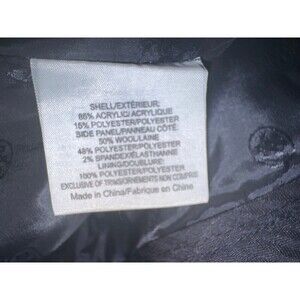 SHELL/EXTÉRIEUR:
85% ACRYLIC/ACRYLIQUE
15% POLYESTER/POLYESTER
SIDE PANEL/PANNEAU CÔTÉ:
50% WOOL/LAINE
48% POLYESTER/POLYESTER
2% SPANDEX/ÉLASTHANNE
LINING/DOUBLURE:
100% POLYESTER/POLYESTER
EXCLUSIVE OF TRIM/ORNEMENTS NON COMPRIS
Made in China/Fabriqué en Chine